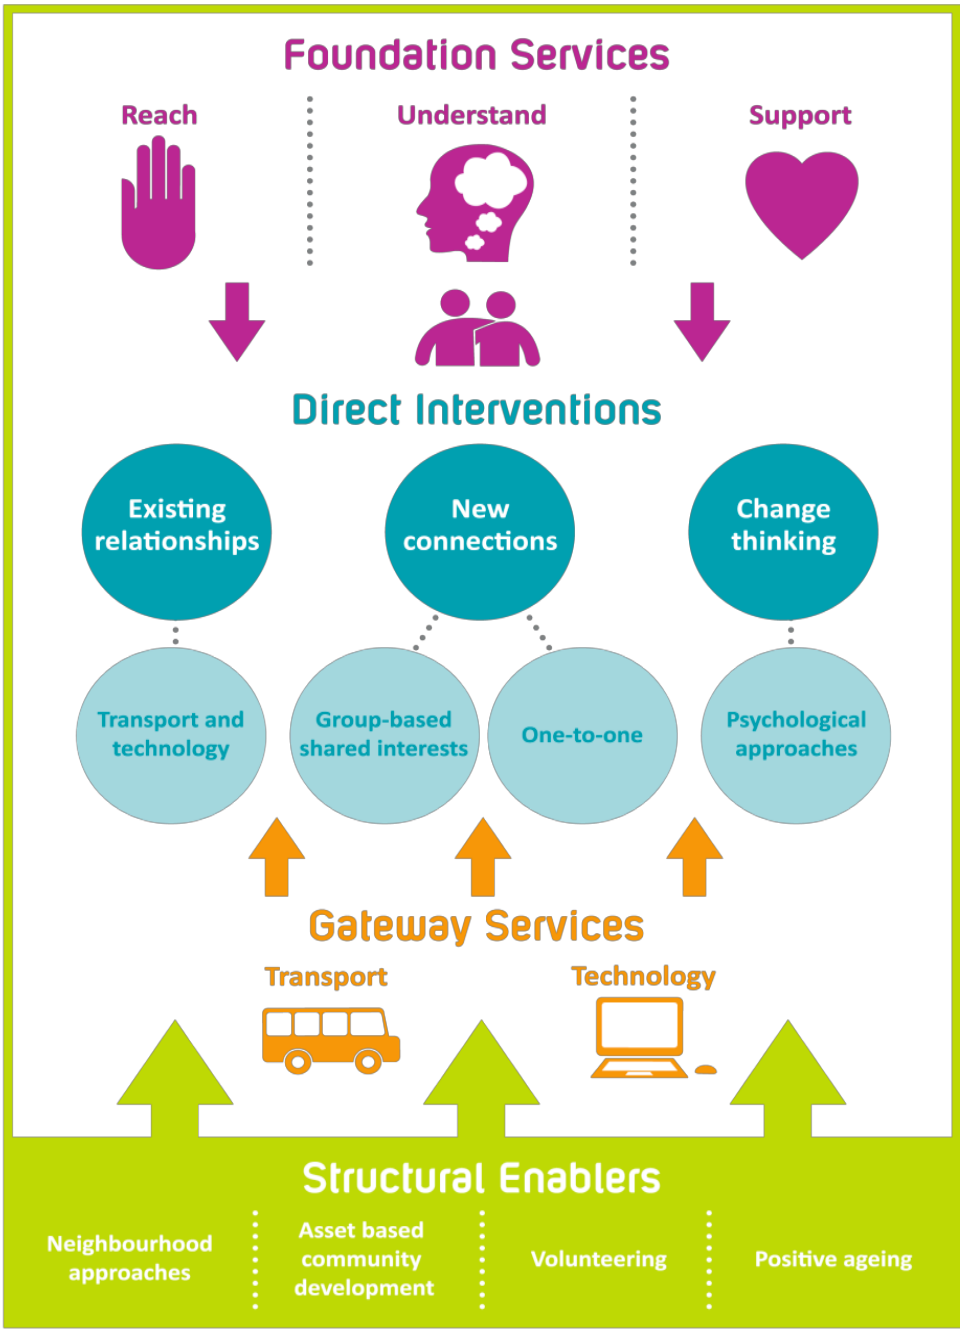 Foundation Services
Reach
Understand
Support
Direct Interventions
Existing
relationships
New
connections
Change
thinking
Transport and
technology
Group-based
shared interests
One-to-one
Psychological
approaches
Gateway Services
Transport
Technology
Structural Enablers
Neighbourhood
approaches
Asset based
community
development
Volunteering
Positive ageing